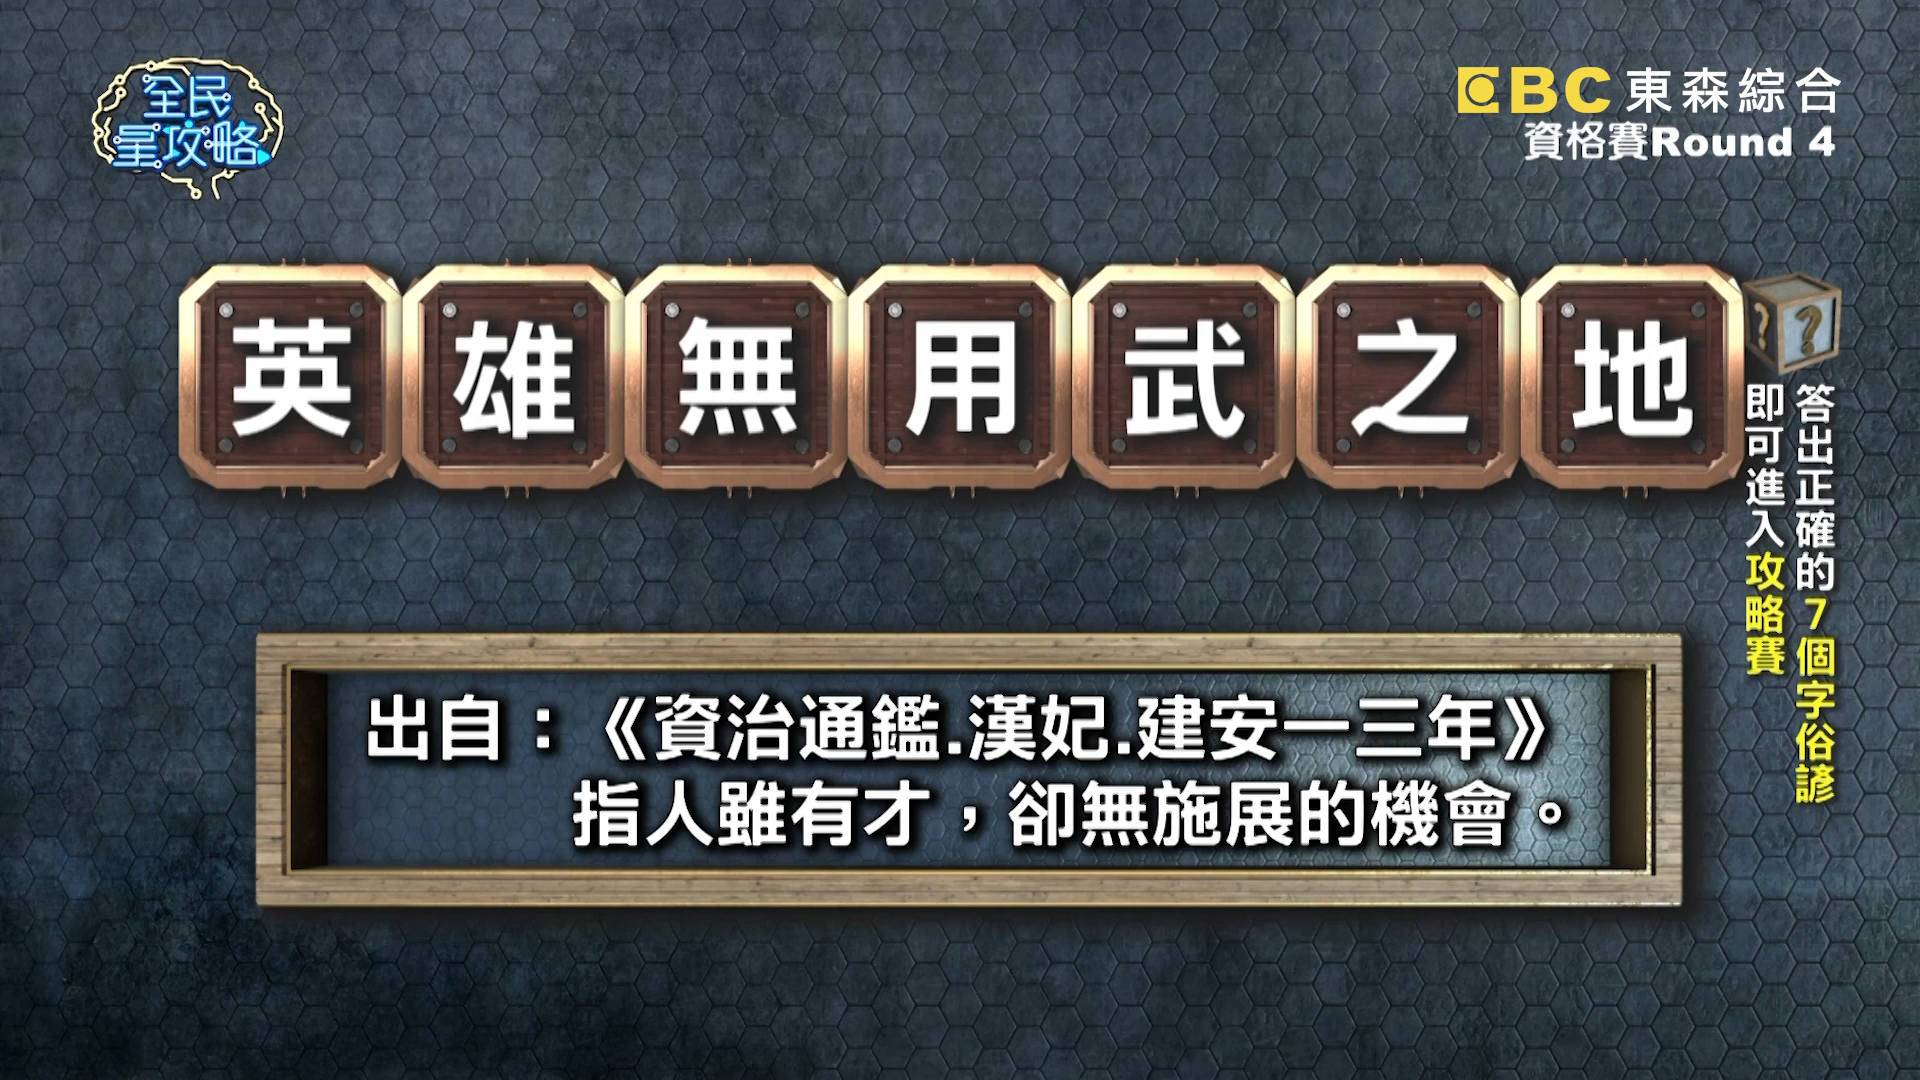 全民
星攻略
EBC 東森綜合
資格賽Round 4
英雄無用武之地
答出正確的7個字俗諺
即可進入攻略賽
出自：《資治通鑑.漢妃.建安一三年》
指人雖有才，卻無施展的機會。